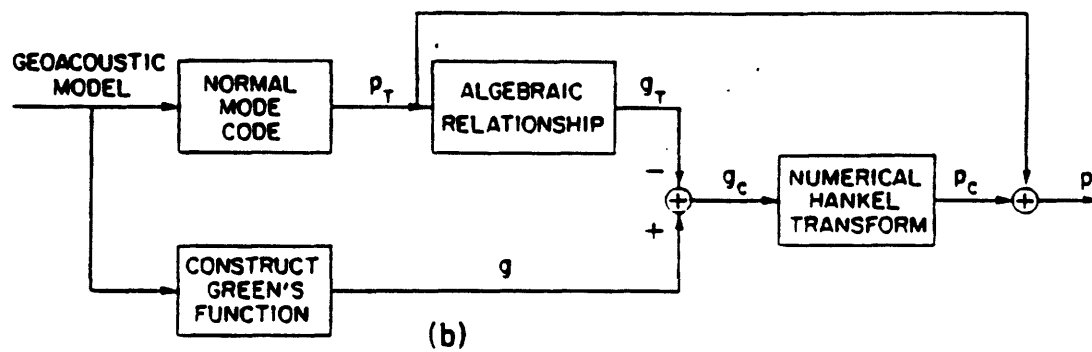 GEOACOUSTIC
MODEL
NORMAL
MODE
CODE
p_T
ALGEBRAIC
RELATIONSHIP
g_T
−
+
+
g_C
NUMERICAL
HANKEL
TRANSFORM
p_C
+
p
CONSTRUCT
GREEN'S
FUNCTION
g
(b)